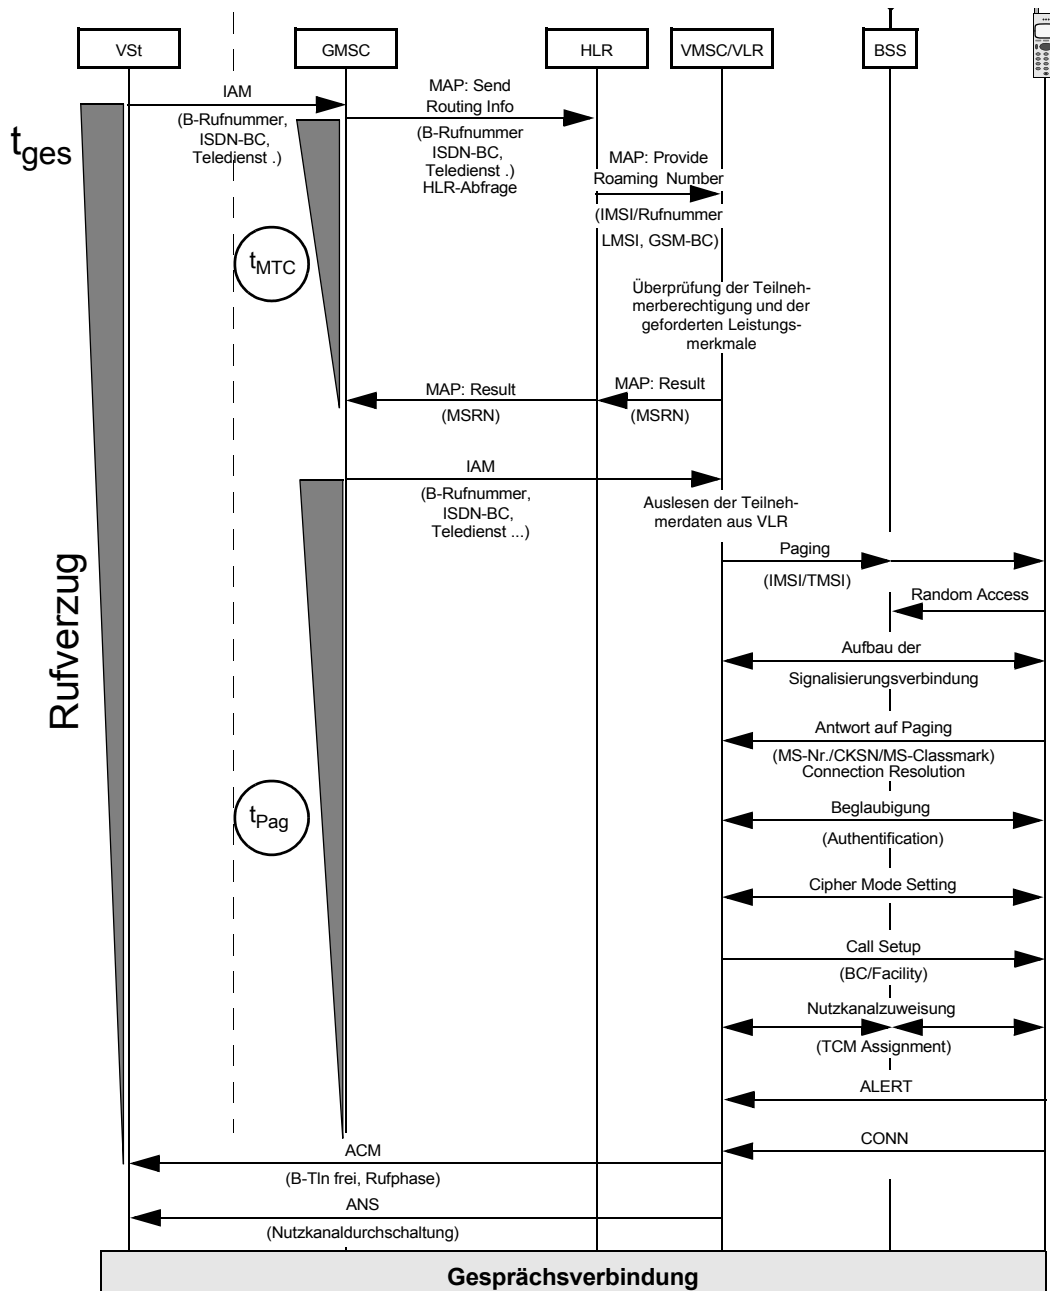 VSt
GMSC
HLR
VMSC/VLR
BSS
IAM
(B-Rufnummer,
ISDN-BC,
Teledienst .)
MAP: Send
Routing Info
(B-Rufnummer
ISDN-BC,
Teledienst .)
HLR-Abfrage
MAP: Provide
Roaming Number
(IMSI/Rufnummer
LMSI, GSM-BC)
tges
tMTC
Überprüfung der Teilneh-
merberechtigung und der
geforderten Leistungs-
merkmale
MAP: Result
(MSRN)
MAP: Result
(MSRN)
IAM
(B-Rufnummer,
ISDN-BC,
Teledienst ...)
Auslesen der Teilneh-
merdaten aus VLR
Paging
(IMSI/TMSI)
Random Access
Rufverzug
Aufbau der
Signalisierungsverbindung
Antwort auf Paging
(MS-Nr./CKSN/MS-Classmark)
Connection Resolution
tPag
Beglaubigung
(Authentification)
Cipher Mode Setting
Call Setup
(BC/Facility)
Nutzkanalzuweisung
(TCM Assignment)
ALERT
CONN
ACM
(B-Tln frei, Rufphase)
ANS
(Nutzkanaldurchschaltung)
Gesprächsverbindung